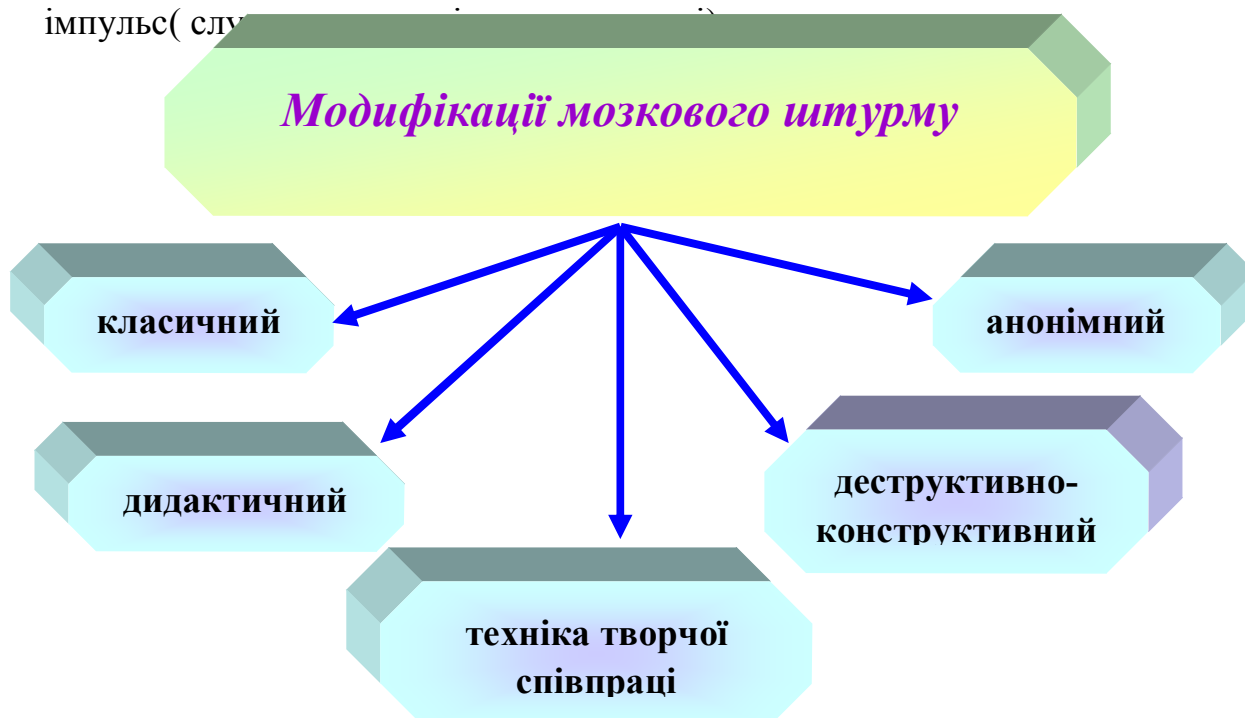 імпульс(
Модифікації мозкового штурму
класичний
анонімний
дидактичний
деструктивно-
конструктивний
техніка творчої
співпраці